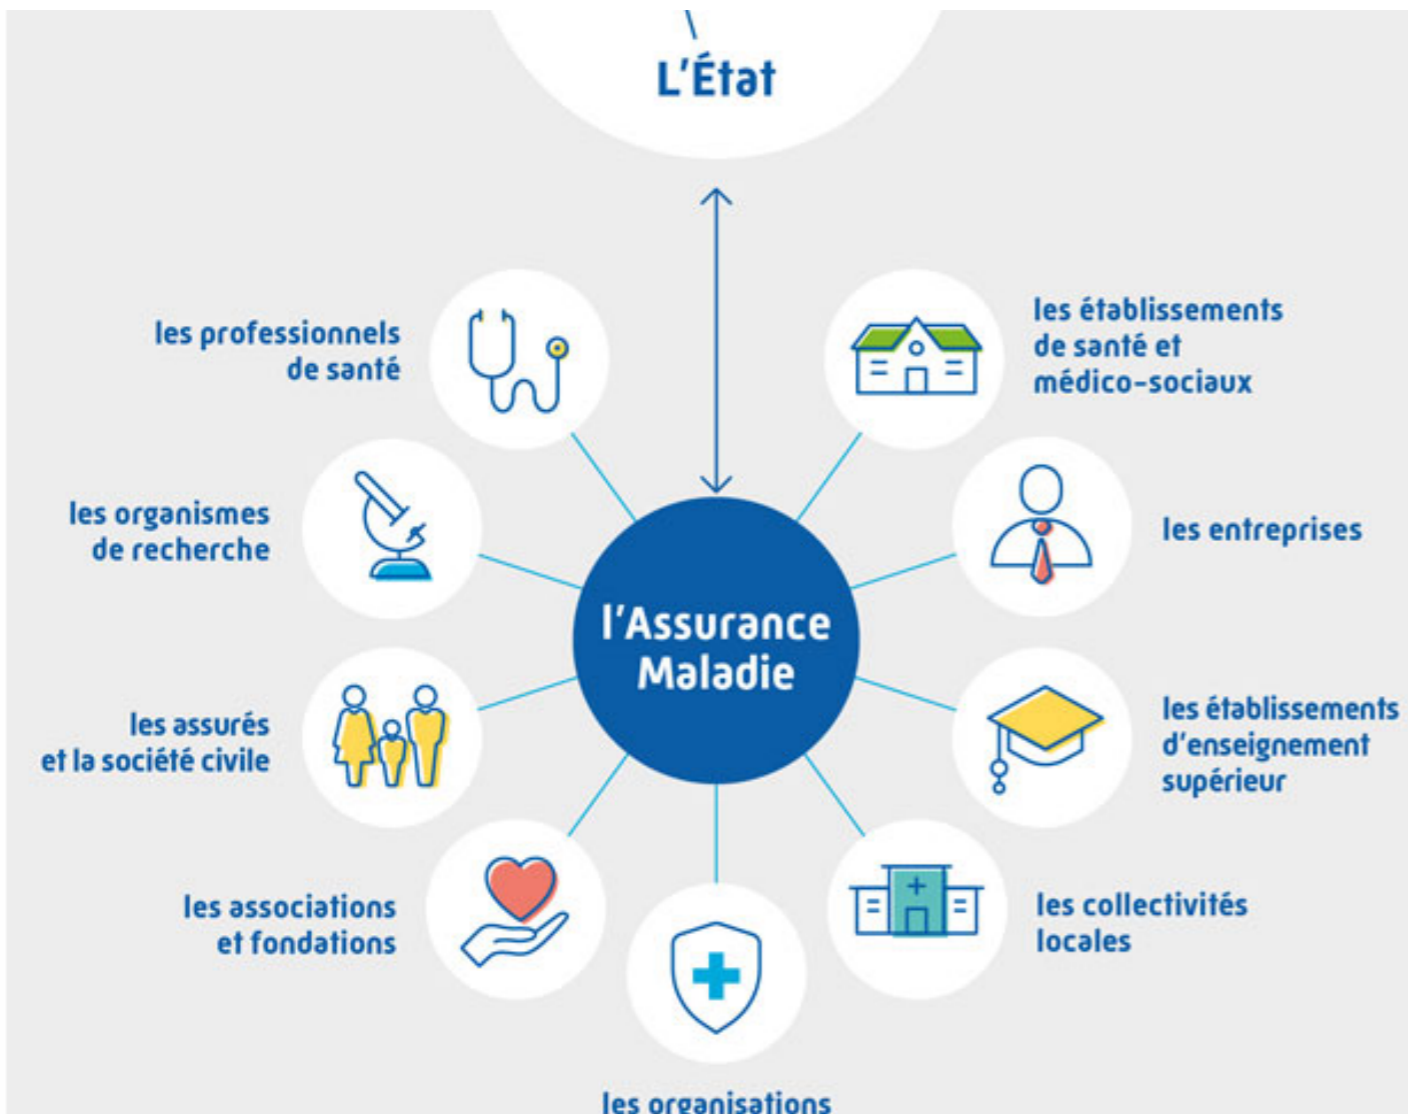 L'État
les professionnels
de santé
les établissements
de santé et
médico-sociaux
les organismes
de recherche
les entreprises
l'Assurance
Maladie
les assurés
et la société civile
les établissements
d'enseignement
supérieur
les associations
et fondations
les collectivités
locales
les organisations